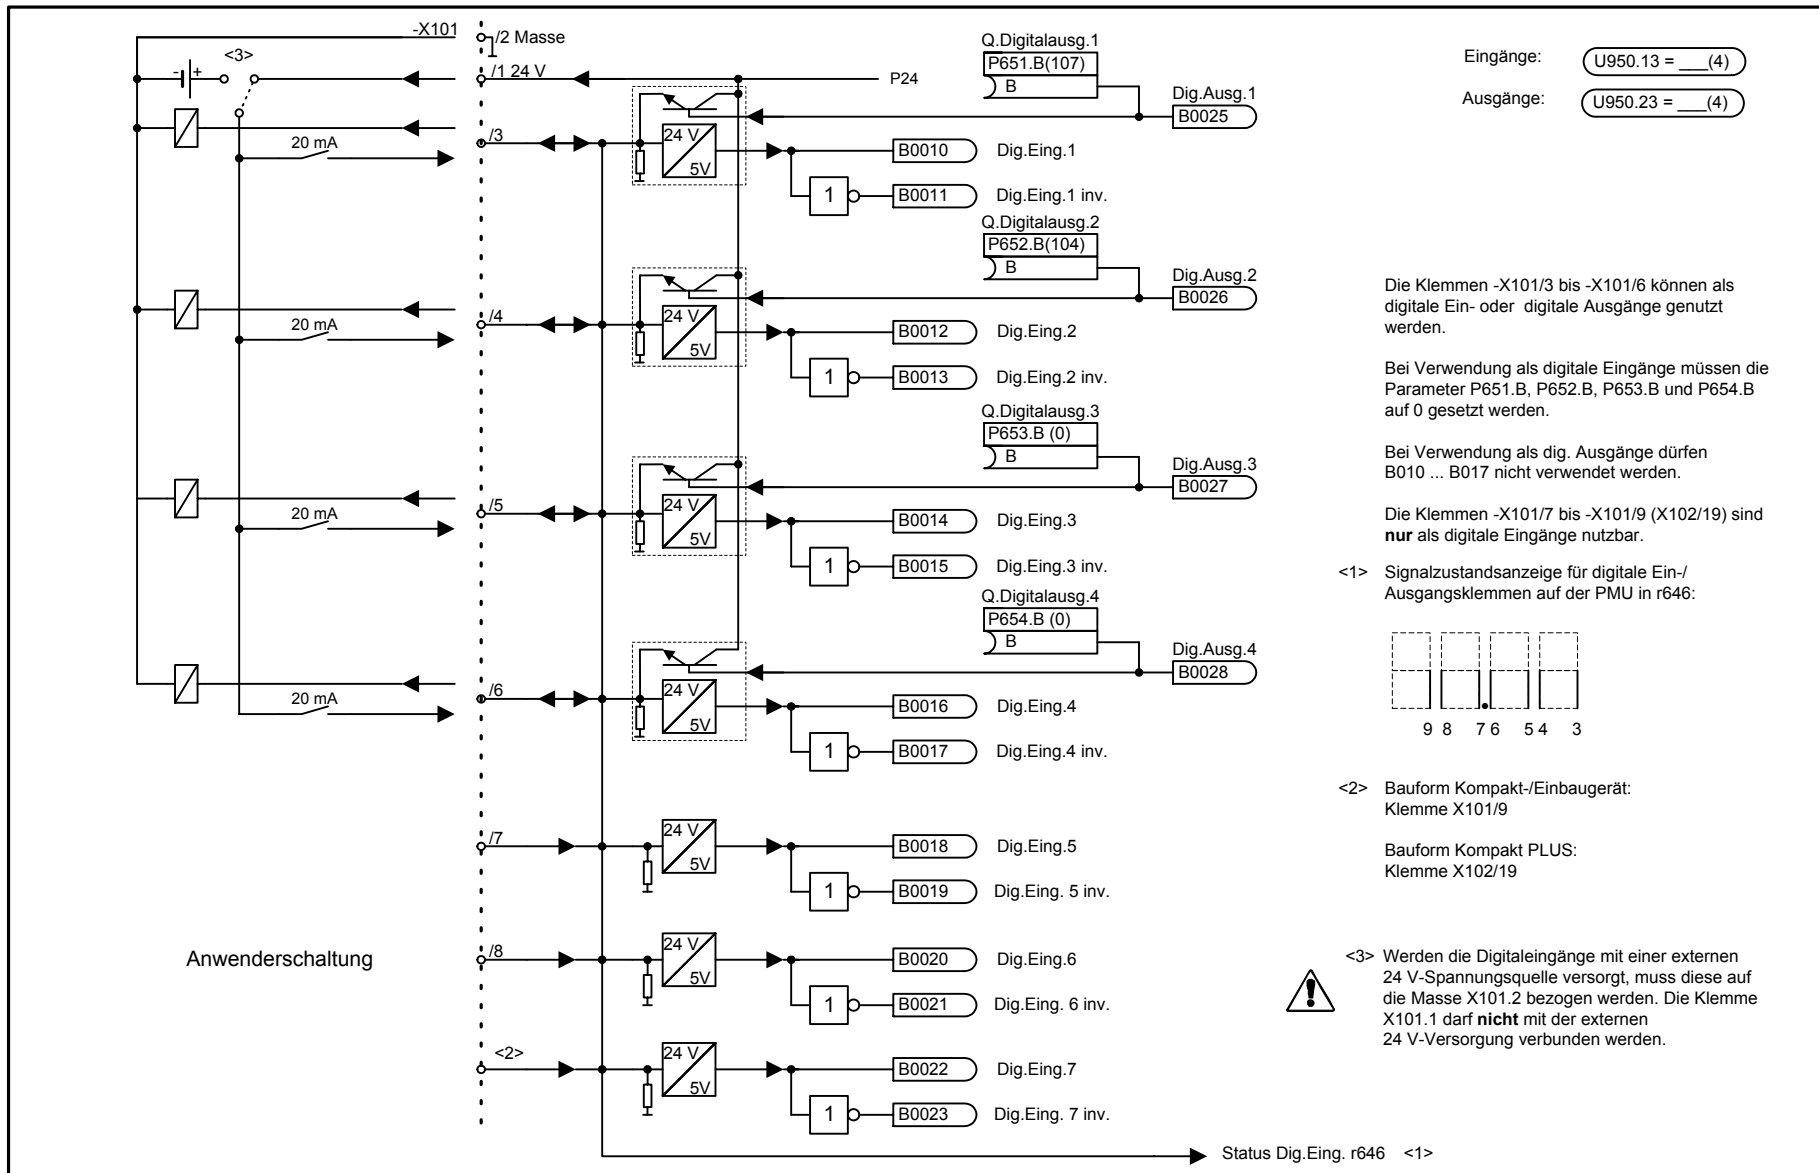 -X101
/2 Masse
Q.Digitalausg.1
Eingänge:
U950.13 = ___(4)
<3>
- +
/1 24 V
P24
P651.B(107)
B
Dig.Ausg.1
B0025
Ausgänge:
U950.23 = ___(4)
20 mA
/3
24 V
5V
B0010
Dig.Eing.1
1
B0011
Dig.Eing.1 inv.
Q.Digitalausg.2
P652.B(104)
B
Dig.Ausg.2
B0026
20 mA
/4
24 V
5V
B0012
Dig.Eing.2
1
B0013
Dig.Eing.2 inv.
Q.Digitalausg.3
P653.B (0)
B
Dig.Ausg.3
B0027
20 mA
/5
24 V
5V
B0014
Dig.Eing.3
1
B0015
Dig.Eing.3 inv.
Q.Digitalausg.4
P654.B (0)
B
Dig.Ausg.4
B0028
20 mA
/6
24 V
5V
B0016
Dig.Eing.4
1
B0017
Dig.Eing.4 inv.
/7
24 V
5V
B0018
Dig.Eing.5
1
B0019
Dig.Eing. 5 inv.
Anwenderschaltung
/8
24 V
5V
B0020
Dig.Eing.6
1
B0021
Dig.Eing. 6 inv.
<2>
24 V
5V
B0022
Dig.Eing.7
1
B0023
Dig.Eing. 7 inv.
Status Dig.Eing. r646 <1>
Die Klemmen -X101/3 bis -X101/6 können als
digitale Ein- oder digitale Ausgänge genutzt
werden.
Bei Verwendung als digitale Eingänge müssen die
Parameter P651.B, P652.B, P653.B und P654.B
auf 0 gesetzt werden.
Bei Verwendung als dig. Ausgänge dürfen
B010 ... B017 nicht verwendet werden.
Die Klemmen -X101/7 bis -X101/9 (X102/19) sind
nur als digitale Eingänge nutzbar.
<1> Signalzustandsanzeige für digitale Ein-/
Ausgangsklemmen auf der PMU in r646:
9 8 7 6 5 4 3
<2> Bauform Kompakt-/Einbaugerät:
Klemme X101/9
Bauform Kompakt PLUS:
Klemme X102/19
<3> Werden die Digitaleingänge mit einer externen
24 V-Spannungsquelle versorgt, muss diese auf
die Masse X101.2 bezogen werden. Die Klemme
X101.1 darf nicht mit der externen
24 V-Versorgung verbunden werden.
!